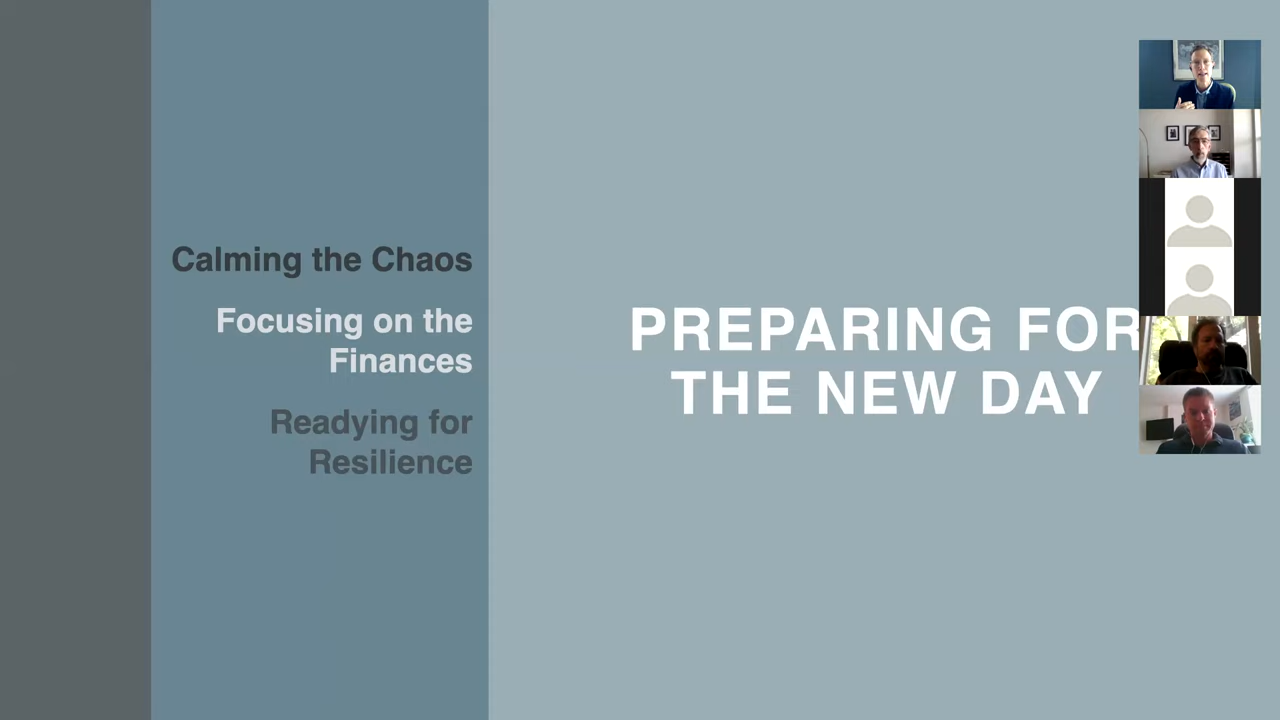 Calming the Chaos
Focusing on the
Finances
Readying for
Resilience
PREPARING FOR
THE NEW DAY